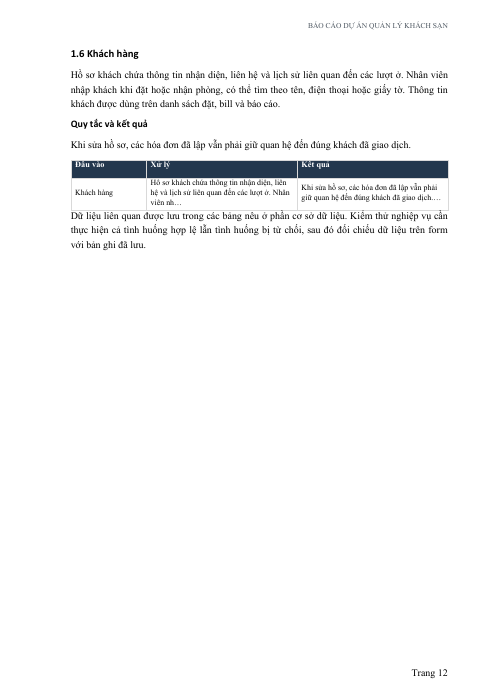 BÁO CÁO DỰ ÁN QUẢN LÝ KHÁCH SẠN
1.6 Khách hàng
Hồ sơ khách chứa thông tin nhận diện, liên hệ và lịch sử liên quan đến các lượt ở. Nhân viên
nhập khách khi đặt hoặc nhận phòng, có thể tìm theo tên, điện thoại hoặc giấy tờ. Thông tin
khách được dùng trên danh sách đặt, bill và báo cáo.
Quy tắc và kết quả
Khi sửa hồ sơ, các hóa đơn đã lập vẫn phải giữ quan hệ đến đúng khách đã giao dịch.
Đầu vào Xử lý Kết quả
Hồ sơ khách chứa thông tin nhận diện, liên
hệ và lịch sử liên quan đến các lượt ở. Nhân
viên nh…
Khách hàng
Khi sửa hồ sơ, các hóa đơn đã lập vẫn phải
giữ quan hệ đến đúng khách đã giao dịch.…
Dữ liệu liên quan được lưu trong các bảng nêu ở phần cơ sở dữ liệu. Kiểm thử nghiệp vụ cần
thực hiện cả tình huống hợp lệ lẫn tình huống bị từ chối, sau đó đối chiếu dữ liệu trên form
với bản ghi đã lưu.
Trang 12